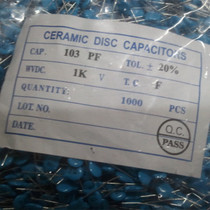 CERAMIC DISC CAPACITORS
CAP. 103 PF TOL. ± 20%
WVDC. 1K V T.C. F
QUANTITY: 1000 PCS
LOT NO.
DATE.
Q.C.
PASS